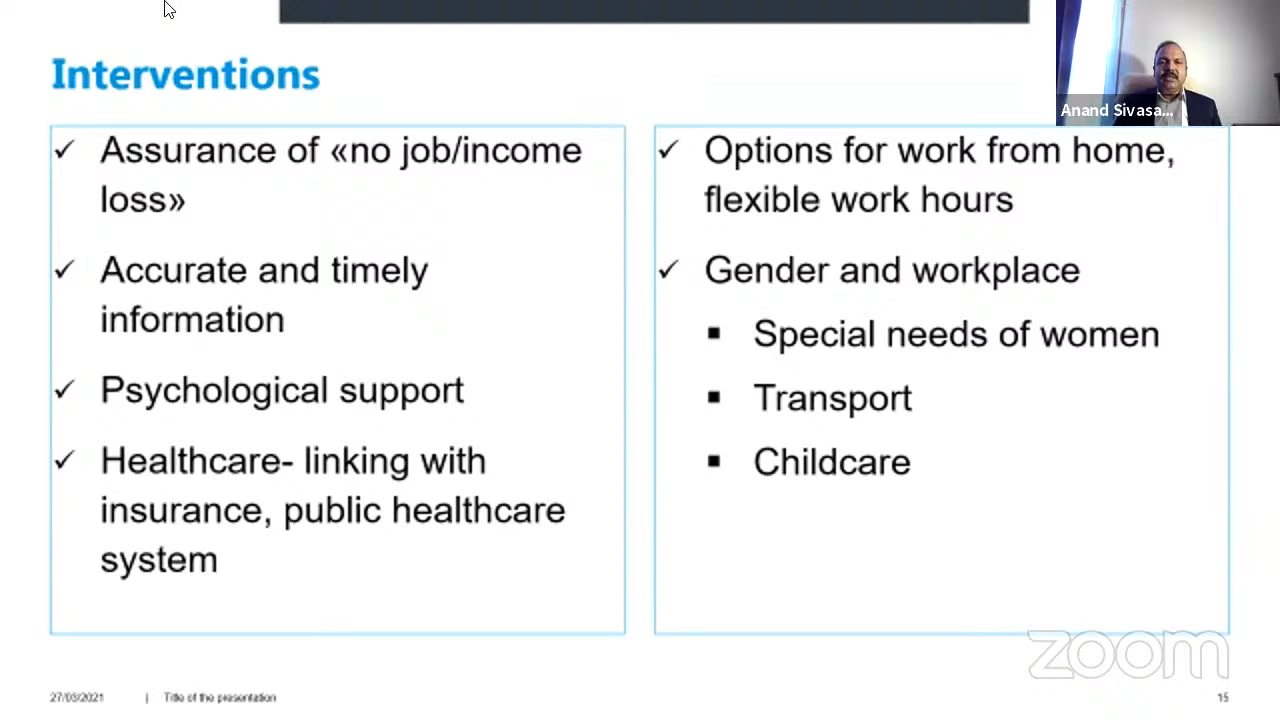 Interventions
Anand Sivasa...
✓ Assurance of «no job/income
loss»
✓ Accurate and timely
information
✓ Psychological support
✓ Healthcare- linking with
insurance, public healthcare
system
✓ Options for work from home,
flexible work hours
✓ Gender and workplace
▪ Special needs of women
▪ Transport
▪ Childcare
zoom
27/03/2021 | Title of the presentation 15